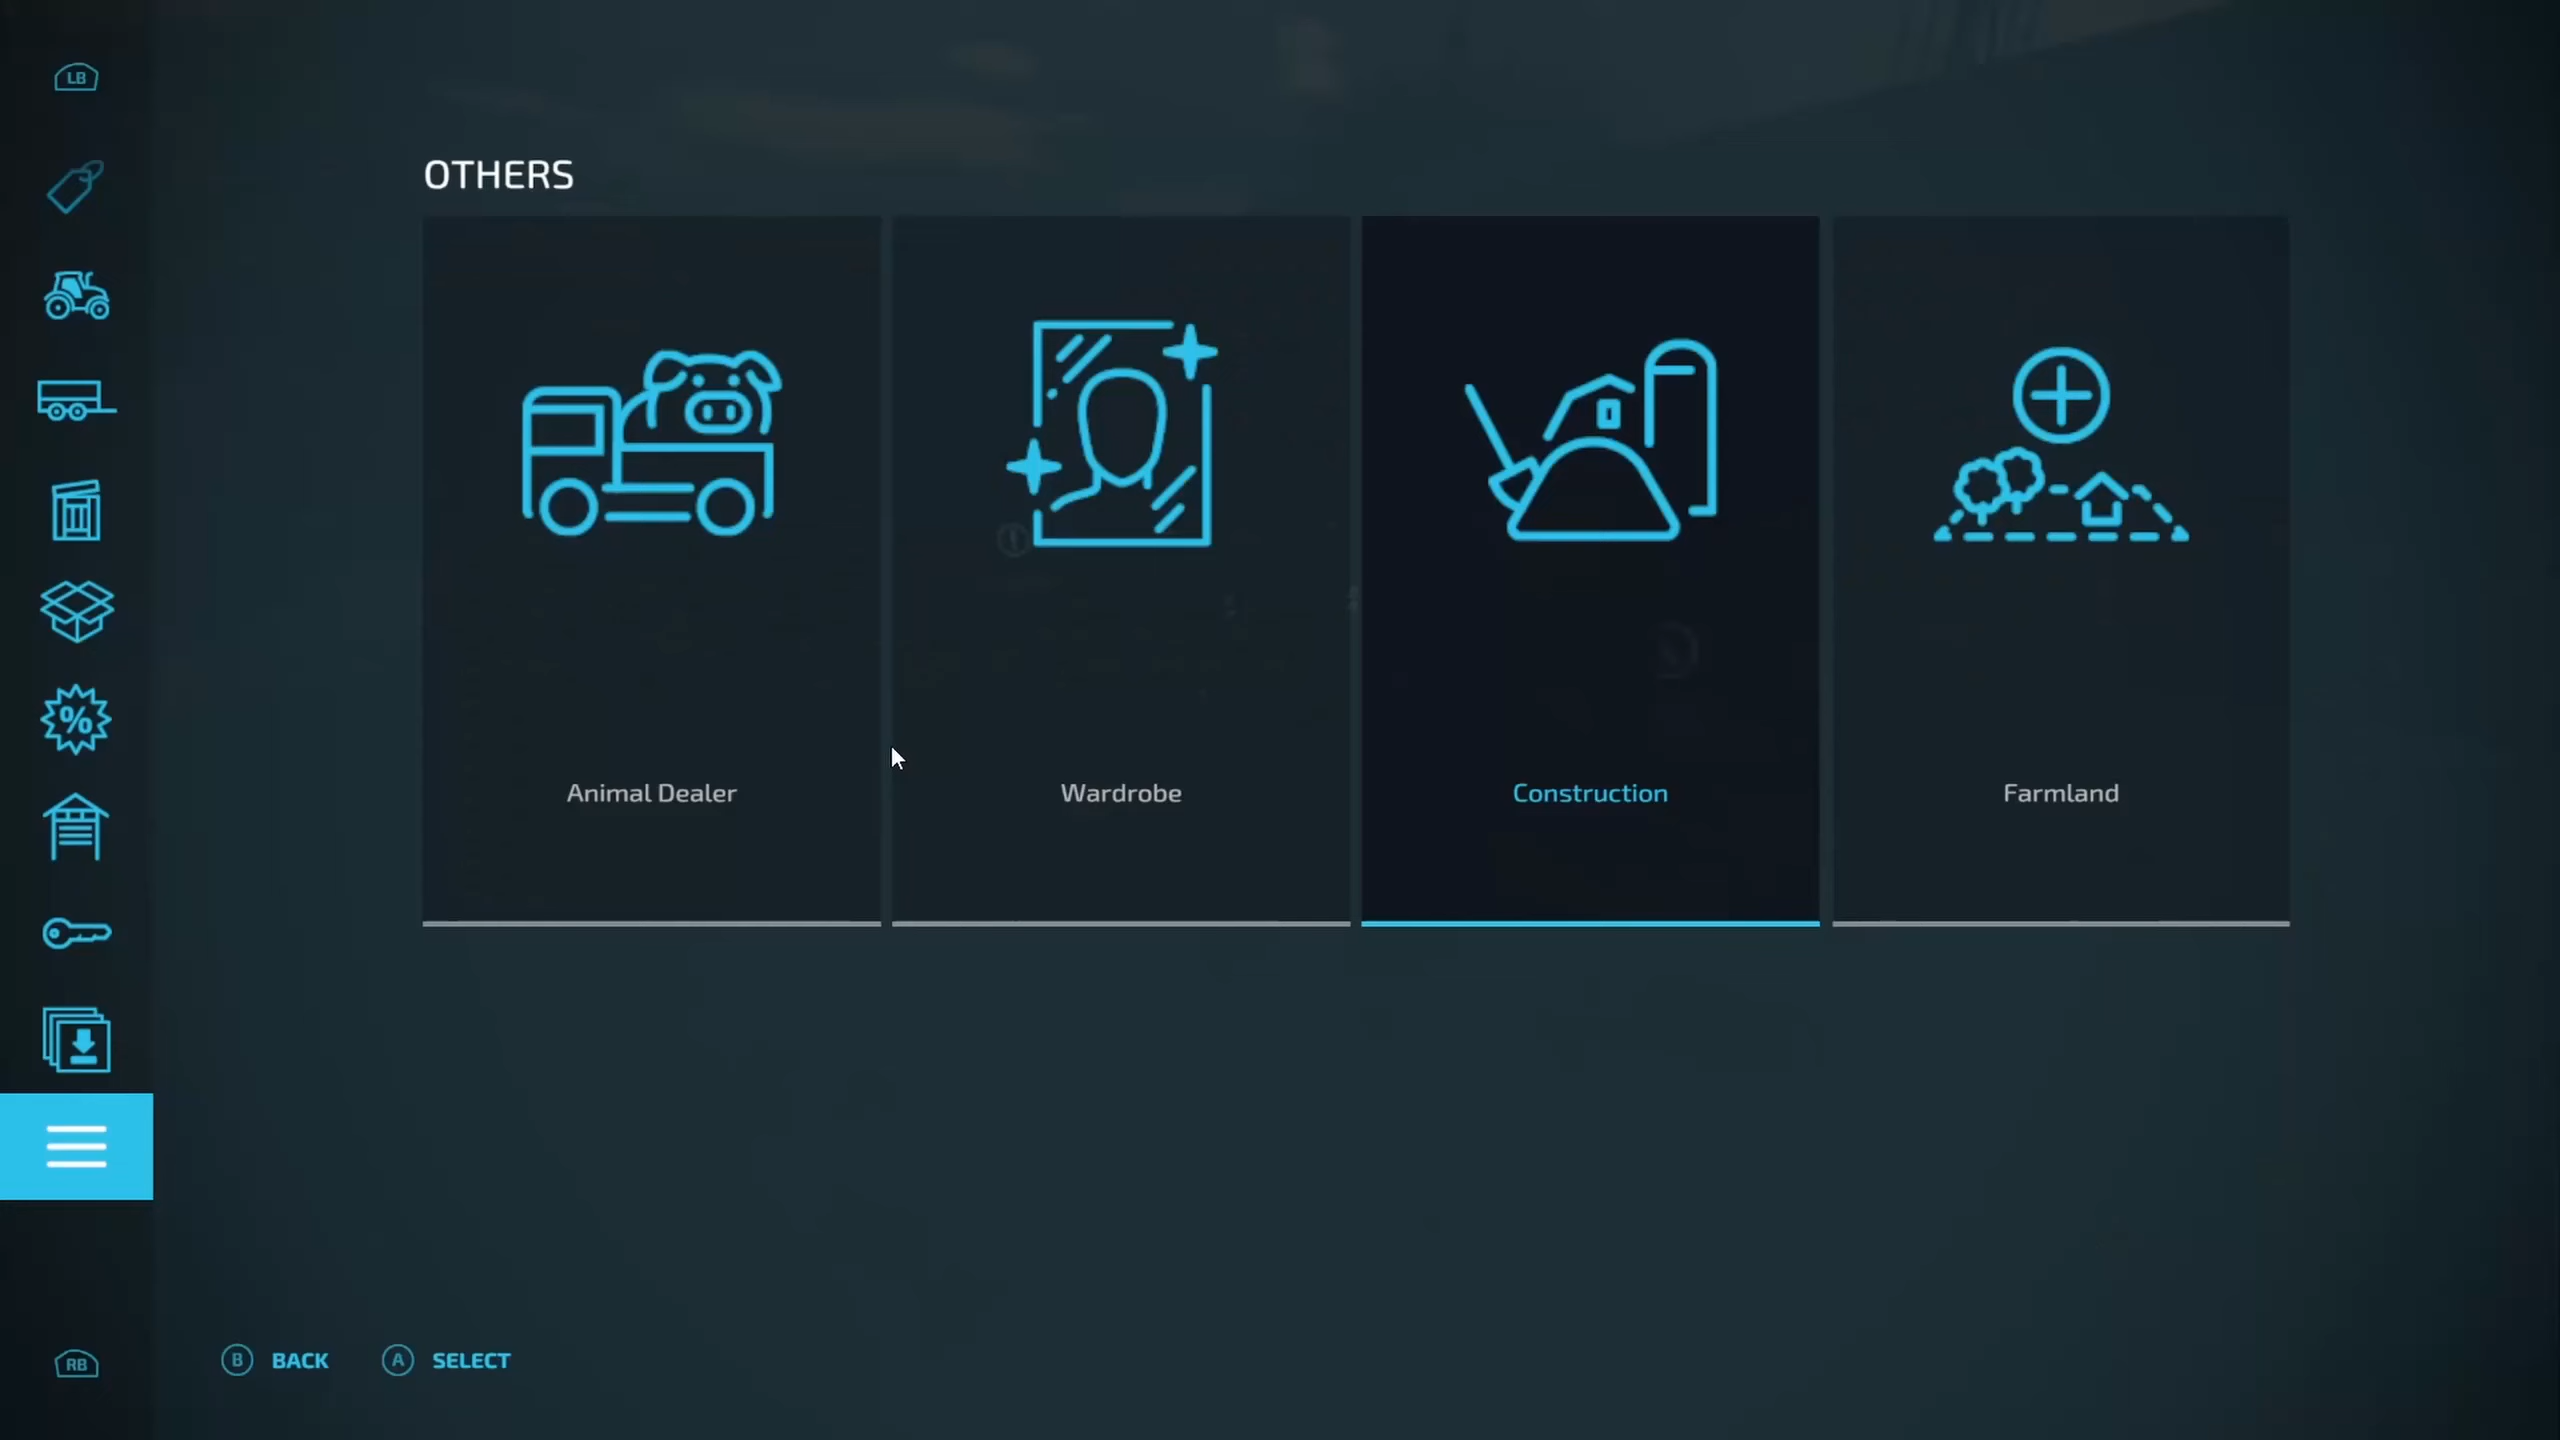 LB
OTHERS
%
Animal Dealer
Wardrobe
Construction
Farmland
RB
B BACK
A SELECT